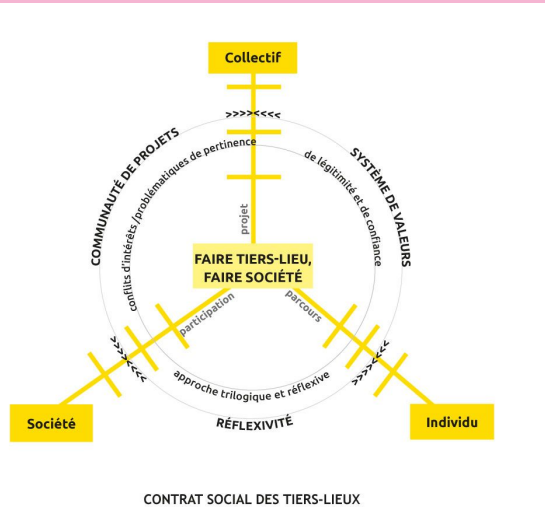 Collectif
>>>><<<<
COMMUNAUTÉ DE PROJETS
SYSTÈME DE VALEURS
conflits d'intérêts /problématiques de pertinence
de légitimité et de confiance
projet
FAIRE TIERS-LIEU,
FAIRE SOCIÉTÉ
participation
parcours
>>>><<<<
>>>><<<<
approche trilogique et réflexive
RÉFLEXIVITÉ
Société
Individu
CONTRAT SOCIAL DES TIERS-LIEUX